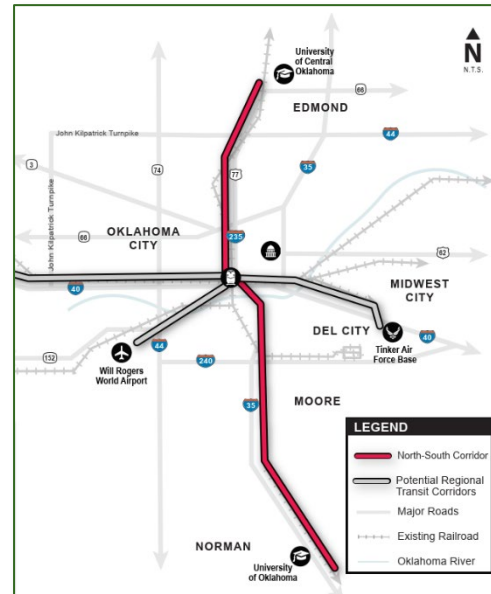 University
of Central
Oklahoma
N
N.T.S.
66
EDMOND
John Kilpatrick Turnpike
44
3
74
77
35
John Kilpatrick Turnpike
66
OKLAHOMA
CITY
235
62
40
MIDWEST
CITY
DEL CITY
40
Tinker Air
Force Base
152
44
Will Rogers
World Airport
240
35
MOORE
NORMAN
University
of Oklahoma
LEGEND
North-South Corridor
Potential Regional
Transit Corridors
Major Roads
Existing Railroad
Oklahoma River